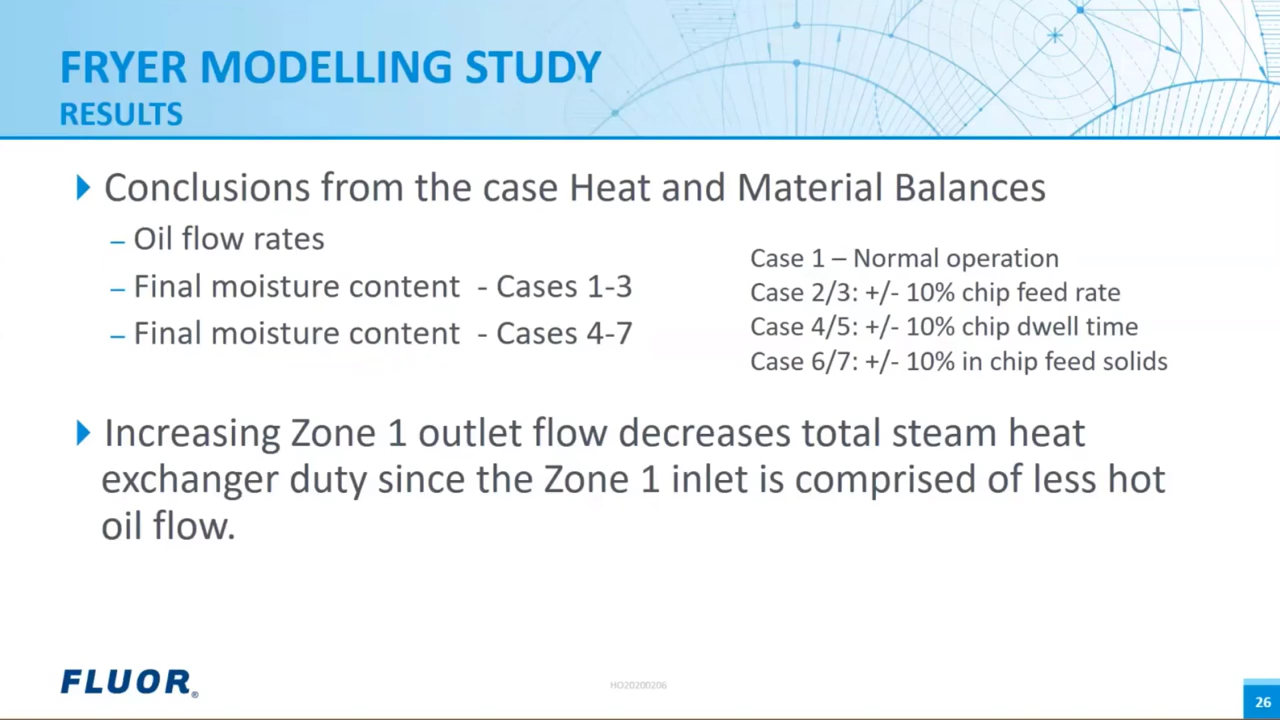 FRYER MODELLING STUDY
RESULTS
Conclusions from the case Heat and Material Balances
– Oil flow rates
– Final moisture content - Cases 1-3
– Final moisture content - Cases 4-7
Case 1 – Normal operation
Case 2/3: +/- 10% chip feed rate
Case 4/5: +/- 10% chip dwell time
Case 6/7: +/- 10% in chip feed solids
Increasing Zone 1 outlet flow decreases total steam heat
exchanger duty since the Zone 1 inlet is comprised of less hot
oil flow.
FLUOR®
HO20200206
26